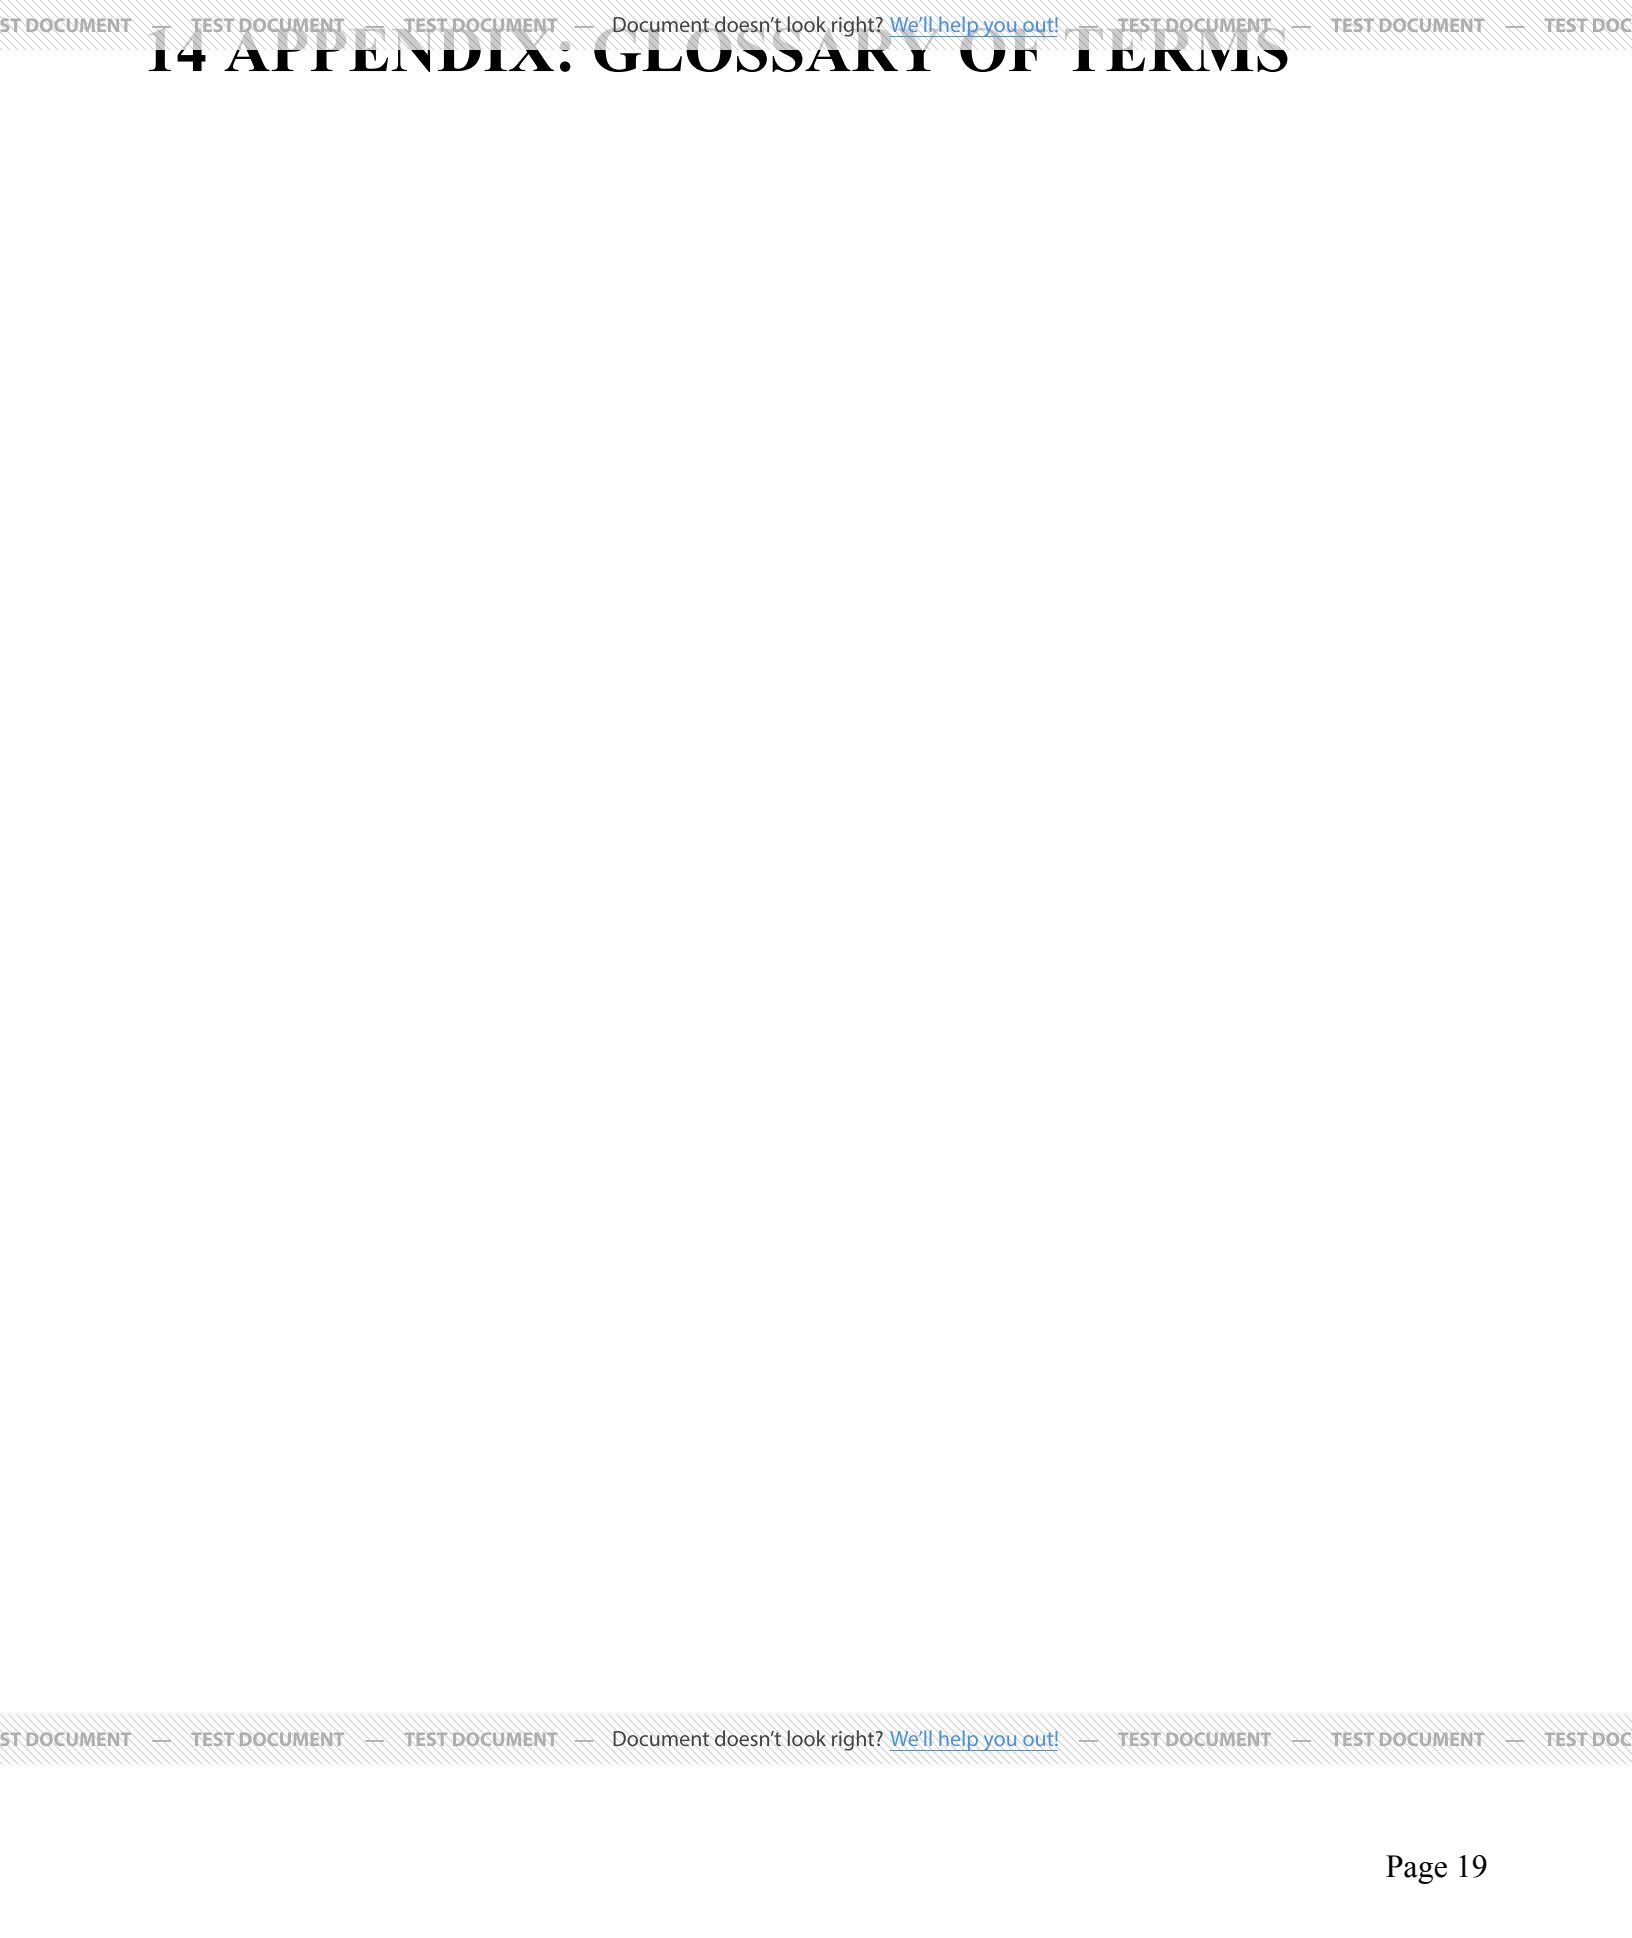 ST DOCUMENT — TEST DOCUMENT — TEST DOCUMENT — Document doesn’t look right? We’ll help you out! — TEST DOCUMENT — TEST DOCUMENT — TEST DOC
14 APPENDIX: GLOSSARY OF TERMS
ST DOCUMENT — TEST DOCUMENT — TEST DOCUMENT — Document doesn’t look right? We’ll help you out! — TEST DOCUMENT — TEST DOCUMENT — TEST DOC
Page 19